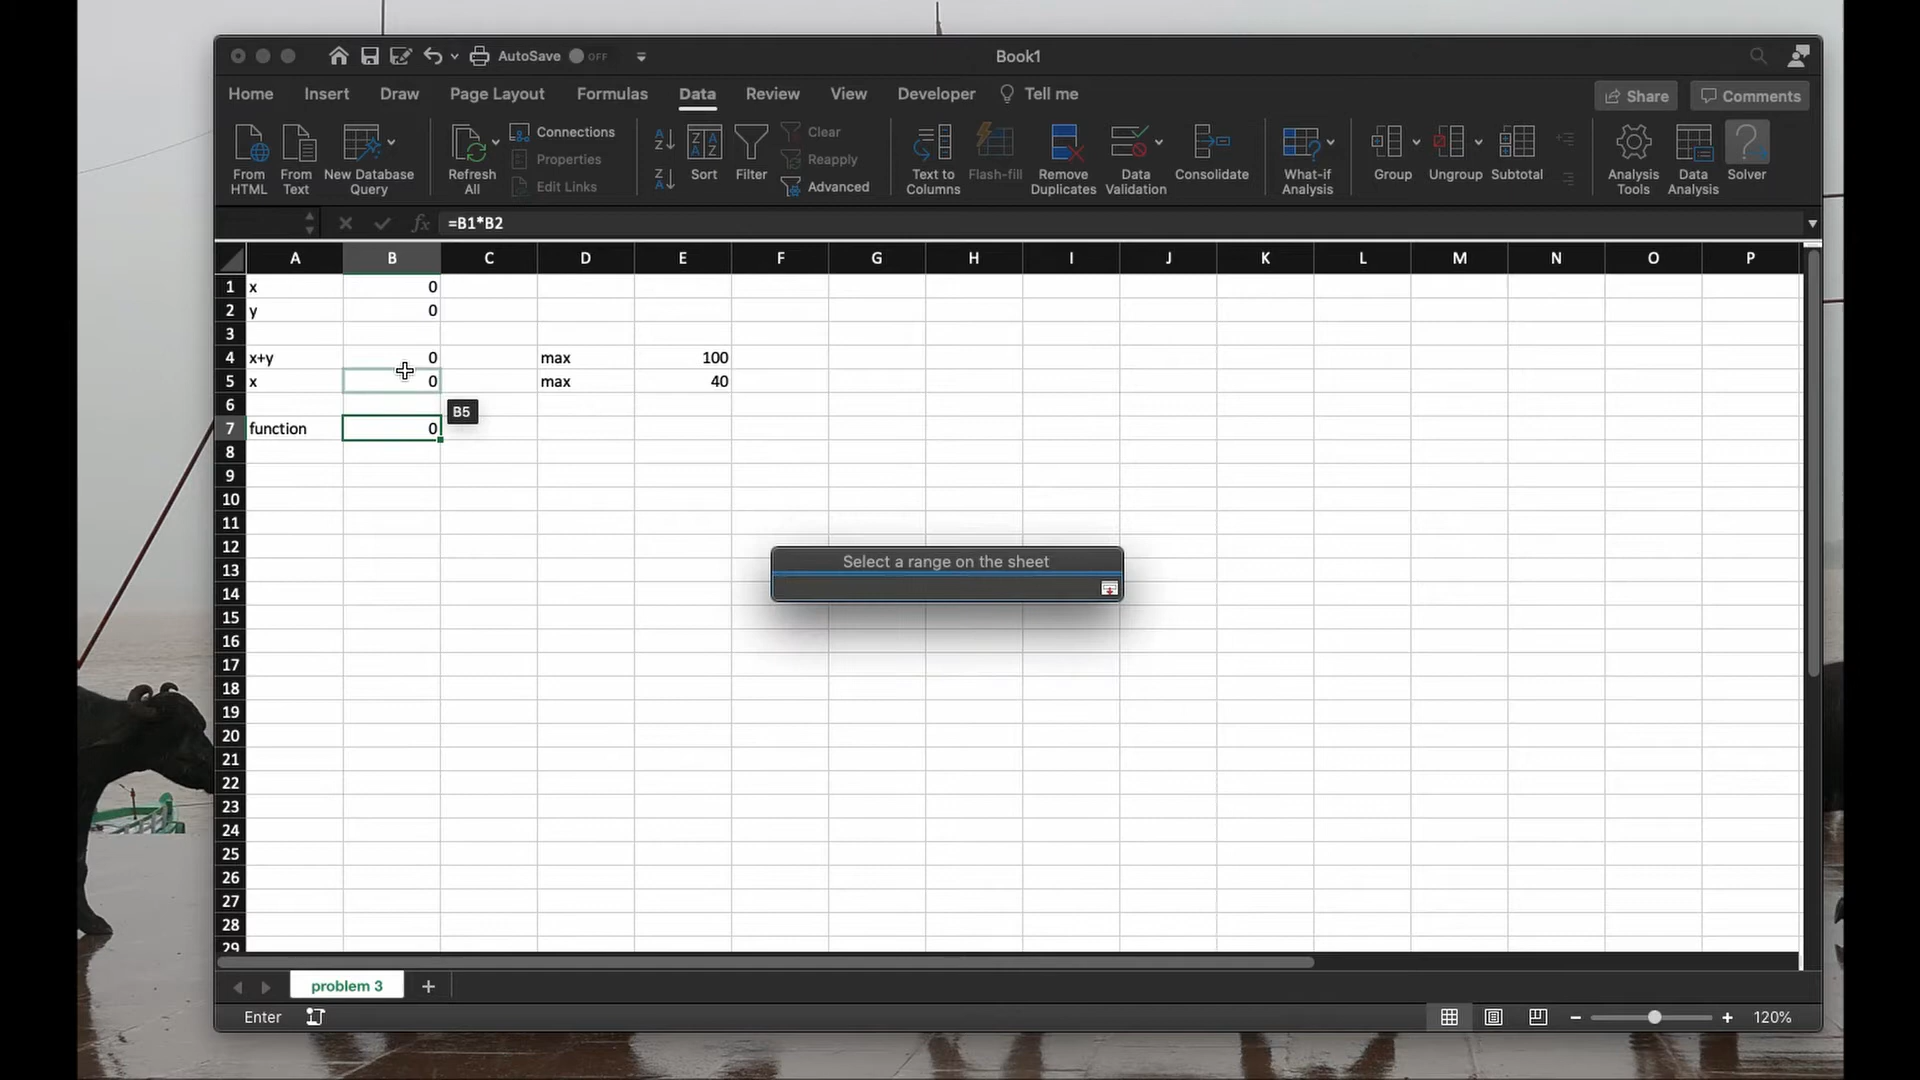 AutoSave OFF Book1
Home Insert Draw Page Layout Formulas Data Review View Developer Tell me Share Comments
From HTML
From Text
New Database Query
Refresh All
Connections
Properties
Edit Links
Sort
Filter
Clear
Reapply
Advanced
Text to Columns
Flash-fill
Remove Duplicates
Data Validation
Consolidate
What-if Analysis
Group
Ungroup
Subtotal
Analysis Tools
Data Analysis
Solver
fx =B1*B2
A B C D E F G H I J K L M N O P
1 x 0
2 y 0
3
4 x+y 0 max 100
5 x 0 max 40
6
B5
7 function 0
8
9
10
11
12
13
14
15
16
17
18
19
20
21
22
23
24
25
26
27
28
29
Select a range on the sheet
problem 3 +
Enter 120%